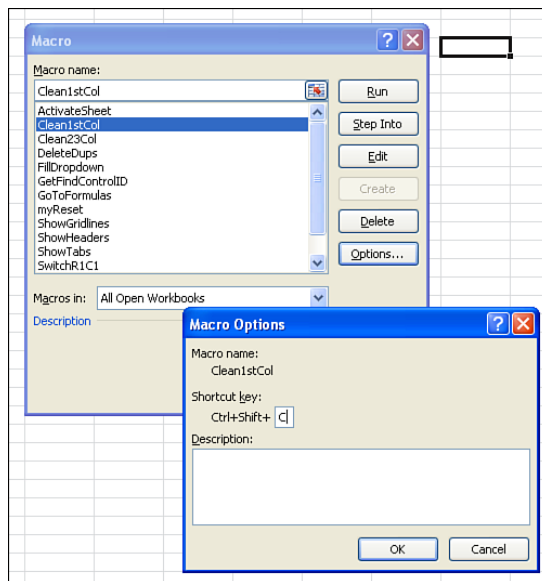 Macro
Macro name:
Clean1stCol
Run
ActivateSheet
Clean1stCol
Clean23Col
DeleteDups
FillDropdown
GetFindControlID
GoToFormulas
myReset
ShowGridlines
ShowHeaders
ShowTabs
SwitchR1C1
Step Into
Edit
Create
Delete
Options...
Macros in: All Open Workbooks
Description
Macro Options
Macro name:
Clean1stCol
Shortcut key:
Ctrl+Shift+ C
Description:
OK Cancel